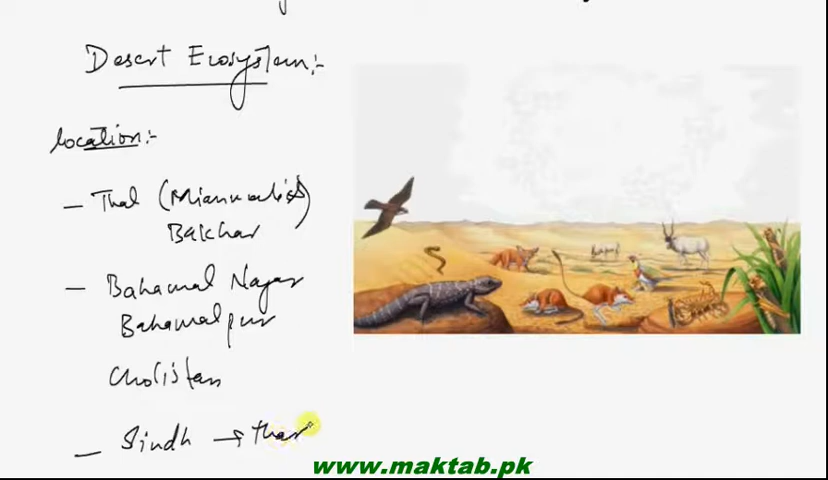 Desert Ecosystem:-
location:-
- Thal (Mianwali
Bakhar
- Bahawal Nagar
Bahawalpur
Cholistan
- Sindh → Thar
www.maktab.pk